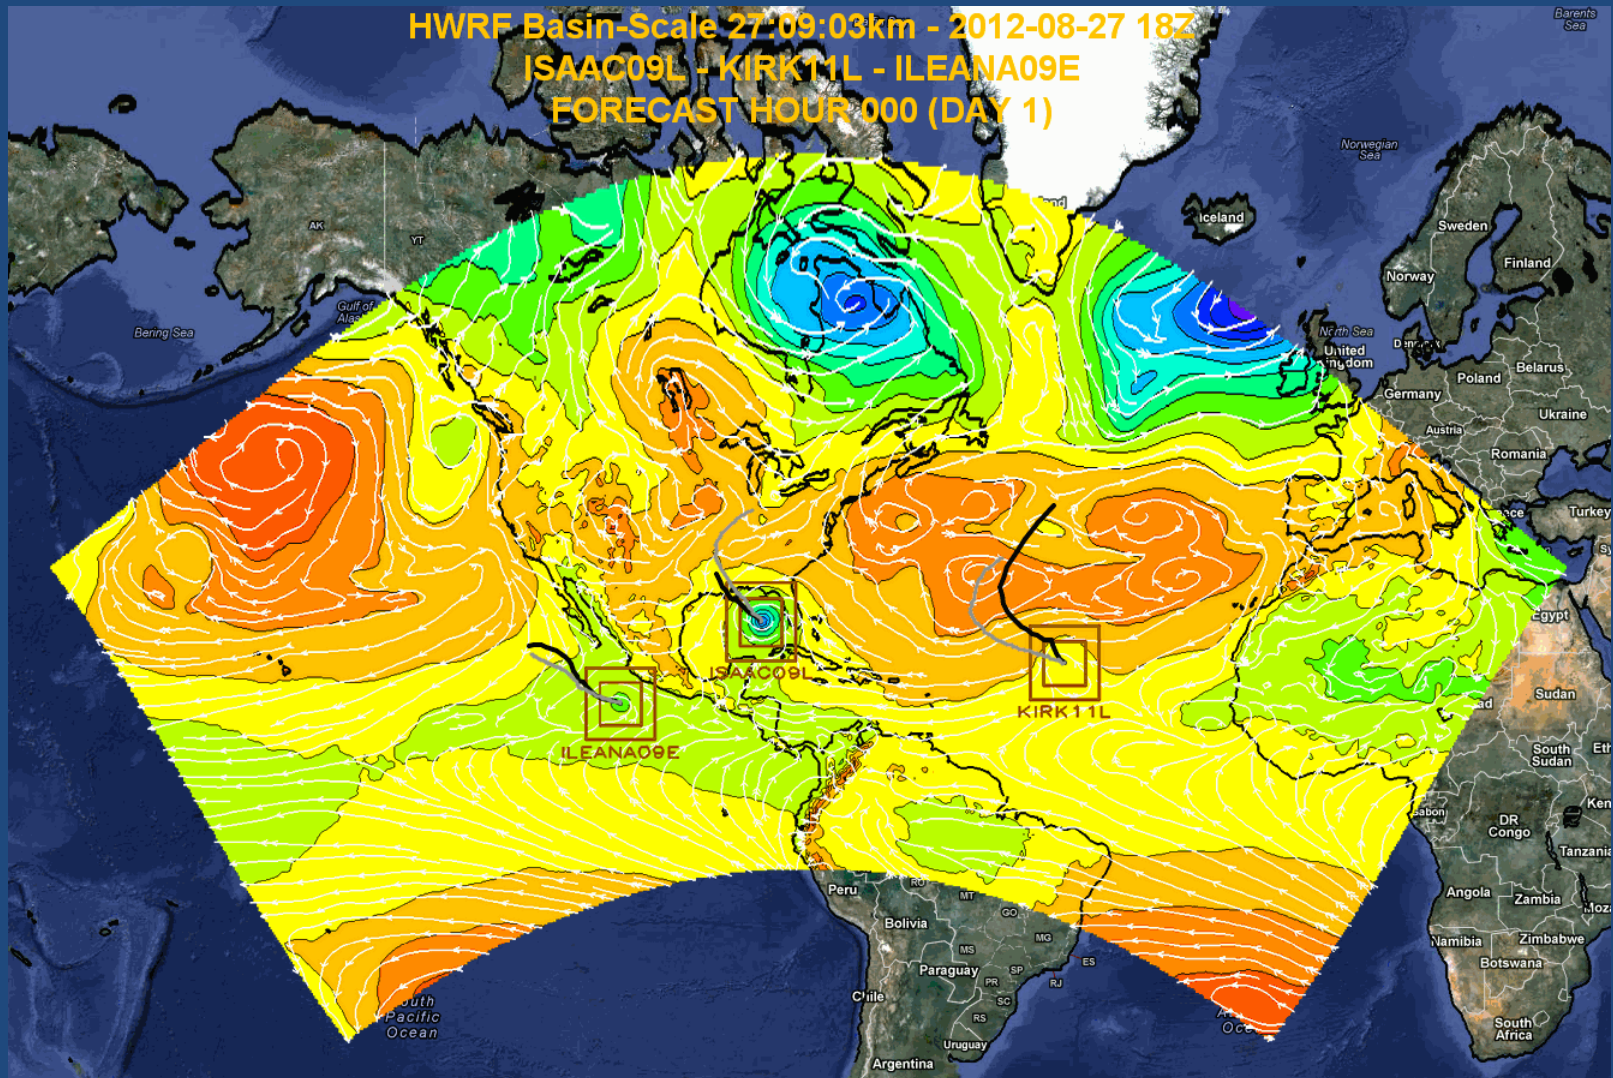 HWRF Basin-Scale 27:09:03km - 2012-08-27 18Z
ISAAC09L - KIRK11L - ILEANA09E
FORECAST HOUR 000 (DAY 1)
Barents
Sea
Norwegian
Sea
Iceland
Sweden
Finland
Norway
AK
YT
Gulf of
Bering Sea
North Sea
United
Poland
Belarus
Germany
Ukraine
Austria
Romania
Turkey
Egypt
ISAAC09L
KIRK11L
ILEANA09E
Sudan
South
Sudan
DR
Congo
Tanzania
Peru
RO
MT
Bolivia
GO
MG
MS
ES
Paraguay
SP
PR
RJ
SC
RS
Chile
Uruguay
Argentina
Pacific
Ocean
Angola
Zambia
Namibia
Zimbabwe
Botswana
South
Africa